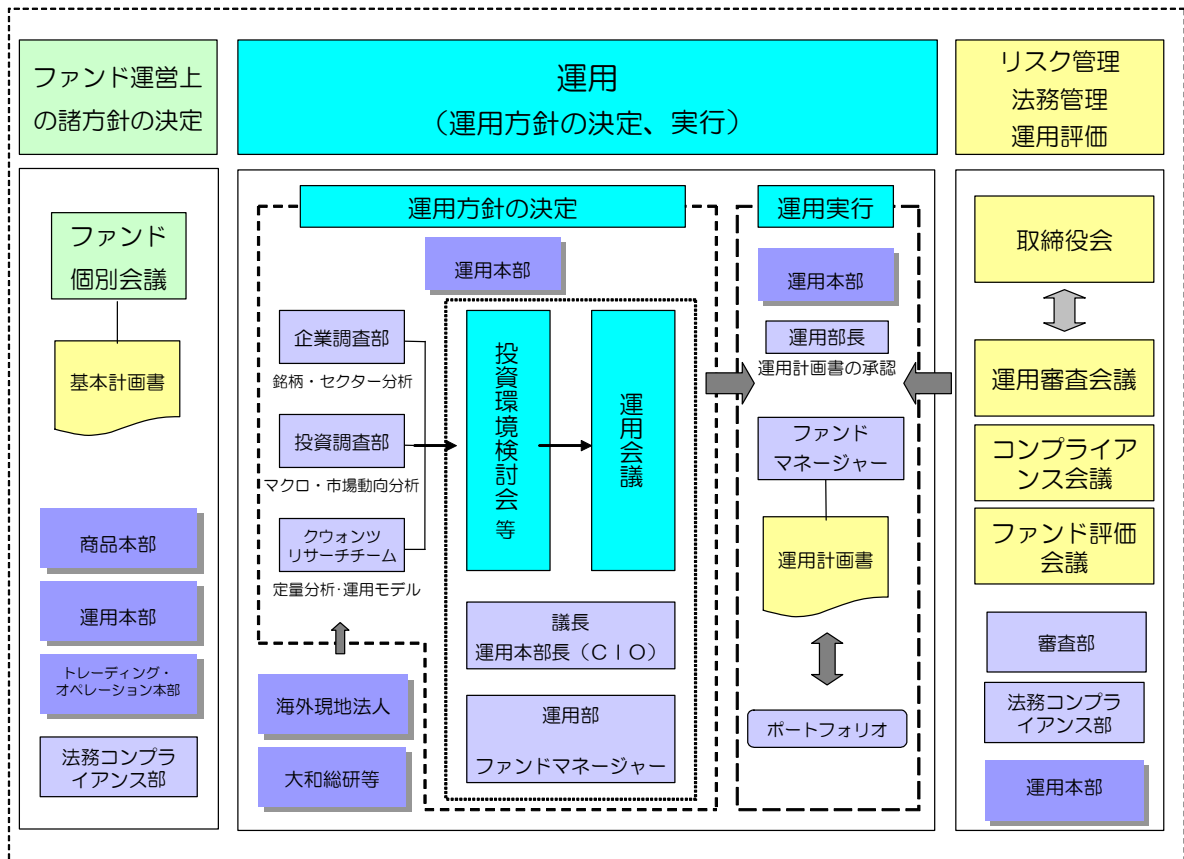 ファンド運営上
の諸方針の決定
運用
（運用方針の決定、実行）
リスク管理
法務管理
運用評価
ファンド
個別会議
基本計画書
商品本部
運用本部
トレーディング・
オペレーション本部
法務コンプラ
イアンス部
運用方針の決定
運用本部
企業調査部
銘柄・セクター分析
投資調査部
マクロ・市場動向分析
クウォンツ
リサーチチーム
定量分析・運用モデル
海外現地法人
大和総研等
投資環境検討会 等
運用会議
議長
運用本部長（ＣＩＯ）
運用部
ファンドマネージャー
運用実行
運用本部
運用部長
運用計画書の承認
ファンド
マネージャー
運用計画書
ポートフォリオ
取締役会
運用審査会議
コンプライア
ンス会議
ファンド評価
会議
審査部
法務コンプラ
イアンス部
運用本部